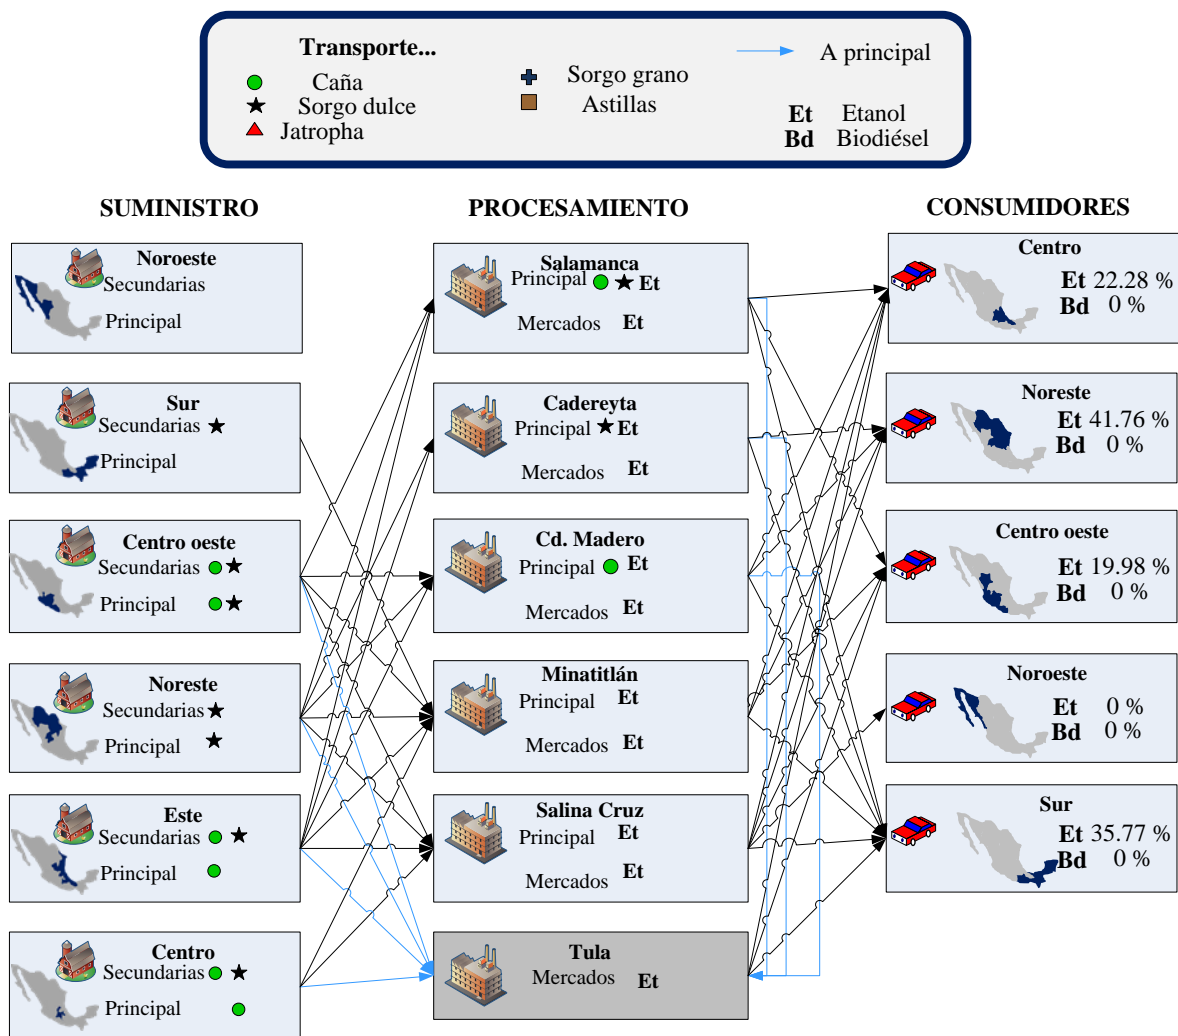 Transporte...
Caña
Sorgo dulce
Jatropha
Sorgo grano
Astillas
A principal
Et Etanol
Bd Biodiésel
SUMINISTRO
PROCESAMIENTO
CONSUMIDORES
Noroeste
Secundarias
Principal
Sur
Secundarias
Principal
Centro oeste
Secundarias
Principal
Noreste
Secundarias
Principal
Este
Secundarias
Principal
Centro
Secundarias
Principal
Salamanca
Principal Et
Mercados Et
Cadereyta
Principal Et
Mercados Et
Cd. Madero
Principal Et
Mercados Et
Minatitlán
Principal Et
Mercados Et
Salina Cruz
Principal Et
Mercados Et
Tula
Mercados Et
Centro
Et 22.28 %
Bd 0 %
Noreste
Et 41.76 %
Bd 0 %
Centro oeste
Et 19.98 %
Bd 0 %
Noroeste
Et 0 %
Bd 0 %
Sur
Et 35.77 %
Bd 0 %